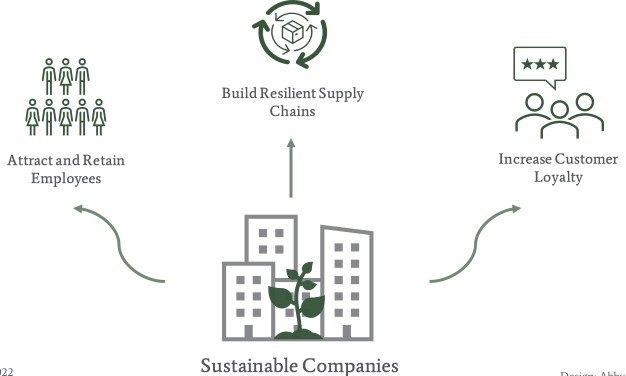 Build Resilient Supply
Chains
Attract and Retain
Employees
Increase Customer
Loyalty
Sustainable Companies